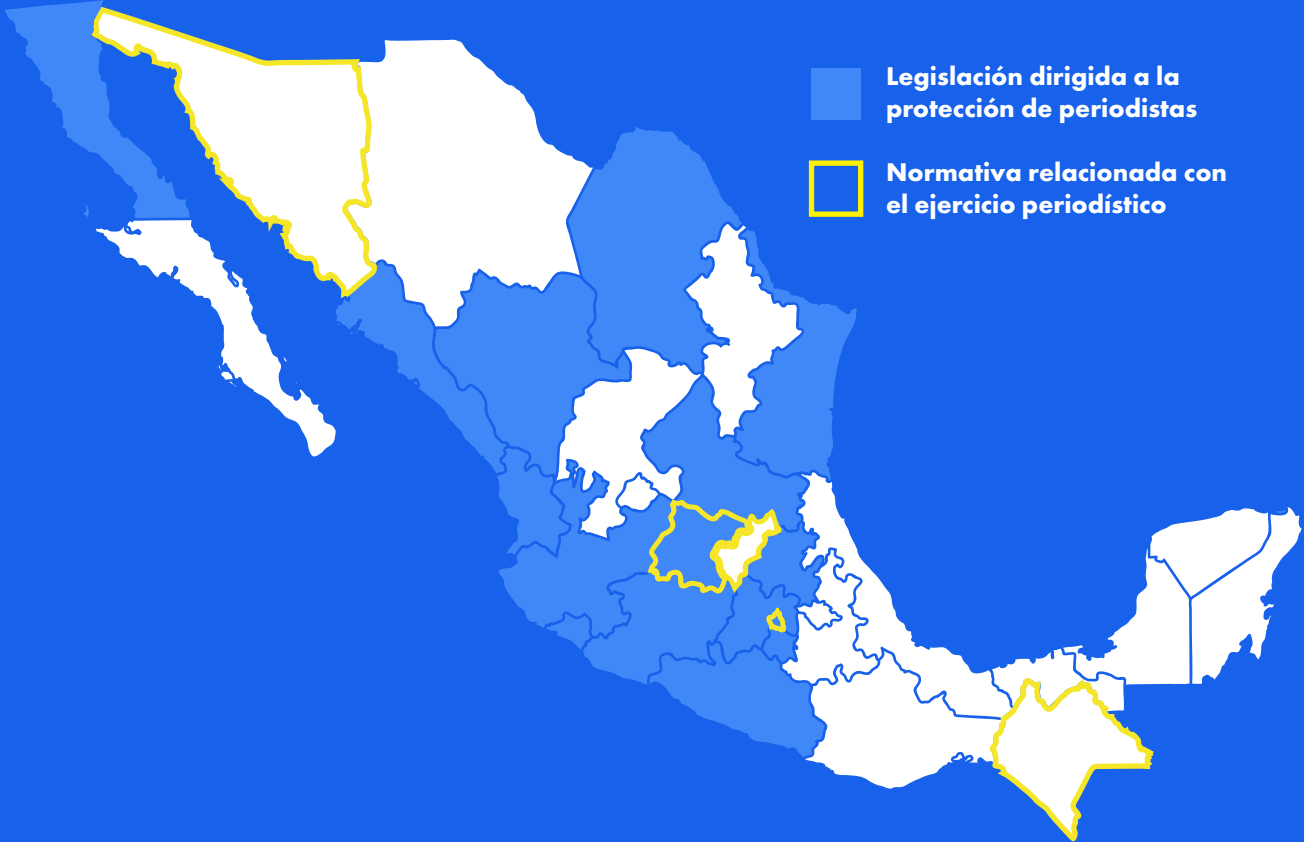 Legislación dirigida a la
protección de periodistas
Normativa relacionada con
el ejercicio periodístico